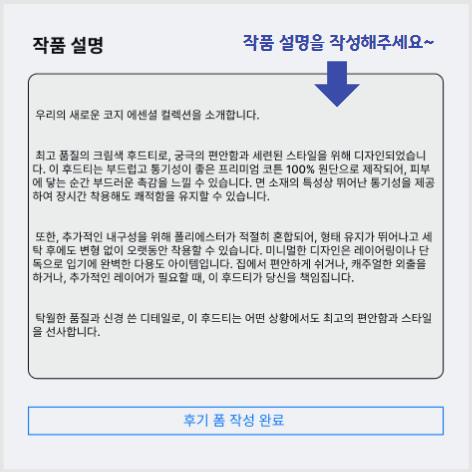 작품 설명
작품 설명을 작성해주세요~
우리의 새로운 코지 에센셜 컬렉션을 소개합니다.
최고 품질의 크림색 후드티로, 궁극의 편안함과 세련된 스타일을 위해 디자인되었습니
다. 이 후드티는 부드럽고 통기성이 좋은 프리미엄 코튼 100% 원단으로 제작되어, 피부
에 닿는 순간 부드러운 촉감을 느낄 수 있습니다. 면 소재의 특성상 뛰어난 통기성을 제공
하여 장시간 착용해도 쾌적함을 유지할 수 있습니다.
또한, 추가적인 내구성을 위해 폴리에스터가 적절히 혼합되어, 형태 유지가 뛰어나고 세
탁 후에도 변형 없이 오랫동안 착용할 수 있습니다. 미니멀한 디자인은 레이어링이나 단
독으로 입기에 완벽한 다용도 아이템입니다. 집에서 편안하게 쉬거나, 캐주얼한 외출을
하거나, 추가적인 레이어가 필요할 때, 이 후드티가 당신을 책임집니다.
탁월한 품질과 신경 쓴 디테일로, 이 후드티는 어떤 상황에서도 최고의 편안함과 스타일
을 선사합니다.
후기 폼 작성 완료